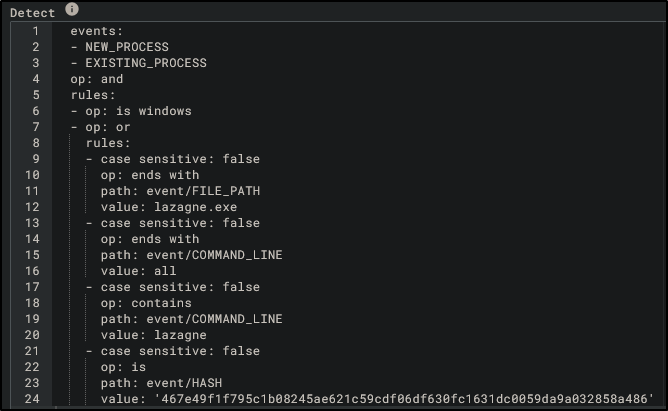 Detect i
1 events:
2 - NEW_PROCESS
3 - EXISTING_PROCESS
4 op: and
5 rules:
6 - op: is windows
7 - op: or
8 rules:
9 - case sensitive: false
10 op: ends with
11 path: event/FILE_PATH
12 value: lazagne.exe
13 - case sensitive: false
14 op: ends with
15 path: event/COMMAND_LINE
16 value: all
17 - case sensitive: false
18 op: contains
19 path: event/COMMAND_LINE
20 value: lazagne
21 - case sensitive: false
22 op: is
23 path: event/HASH
24 value: '467e49f1f795c1b08245ae621c59cdf06df630fc1631dc0059da9a032858a486'